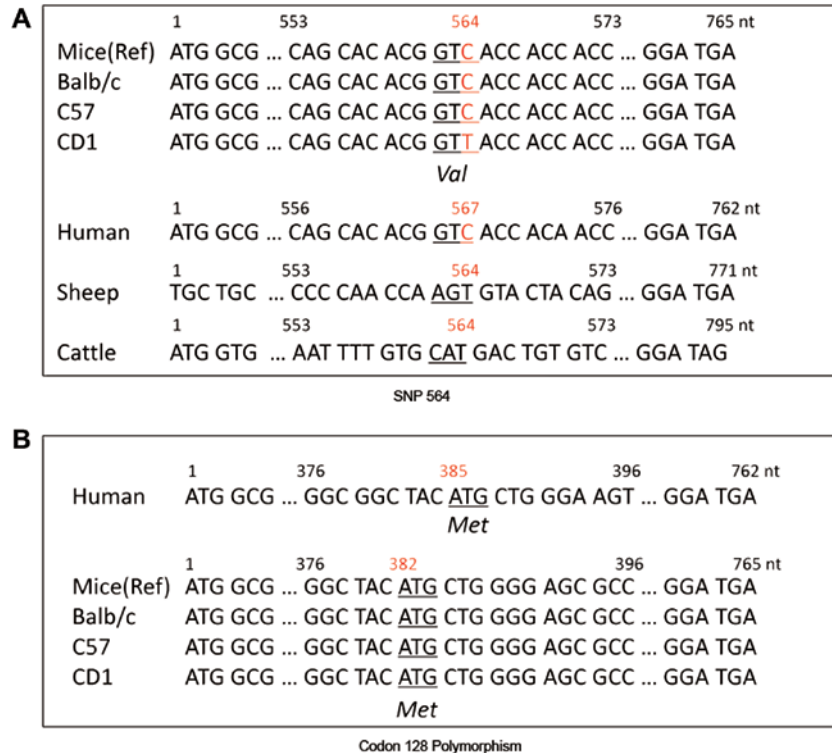 A
1 553 564 573 765 nt
Mice(Ref) ATG GCG ... CAG CAC ACG GTC ACC ACC ACC ... GGA TGA
Balb/c ATG GCG ... CAG CAC ACG GTC ACC ACC ACC ... GGA TGA
C57 ATG GCG ... CAG CAC ACG GTC ACC ACC ACC ... GGA TGA
CD1 ATG GCG ... CAG CAC ACG GTT ACC ACC ACC ... GGA TGA
Val
1 556 567 576 762 nt
Human ATG GCG ... CAG CAC ACG GTC ACC ACA ACC ... GGA TGA
1 553 564 573 771 nt
Sheep TGC TGC ... CCC CAA CCA AGT GTA CTA CAG ... GGA TGA
1 553 564 573 795 nt
Cattle ATG GTG ... AAT TTT GTG CAT GAC TGT GTC ... GGA TAG
SNP 564
B
1 376 385 396 762 nt
Human ATG GCG ... GGC GGC TAC ATG CTG GGA AGT ... GGA TGA
Met
1 376 382 396 765 nt
Mice(Ref) ATG GCG ... GGC TAC ATG CTG GGG AGC GCC ... GGA TGA
Balb/c ATG GCG ... GGC TAC ATG CTG GGG AGC GCC ... GGA TGA
C57 ATG GCG ... GGC TAC ATG CTG GGG AGC GCC ... GGA TGA
CD1 ATG GCG ... GGC TAC ATG CTG GGG AGC GCC ... GGA TGA
Met
Codon 128 Polymorphism